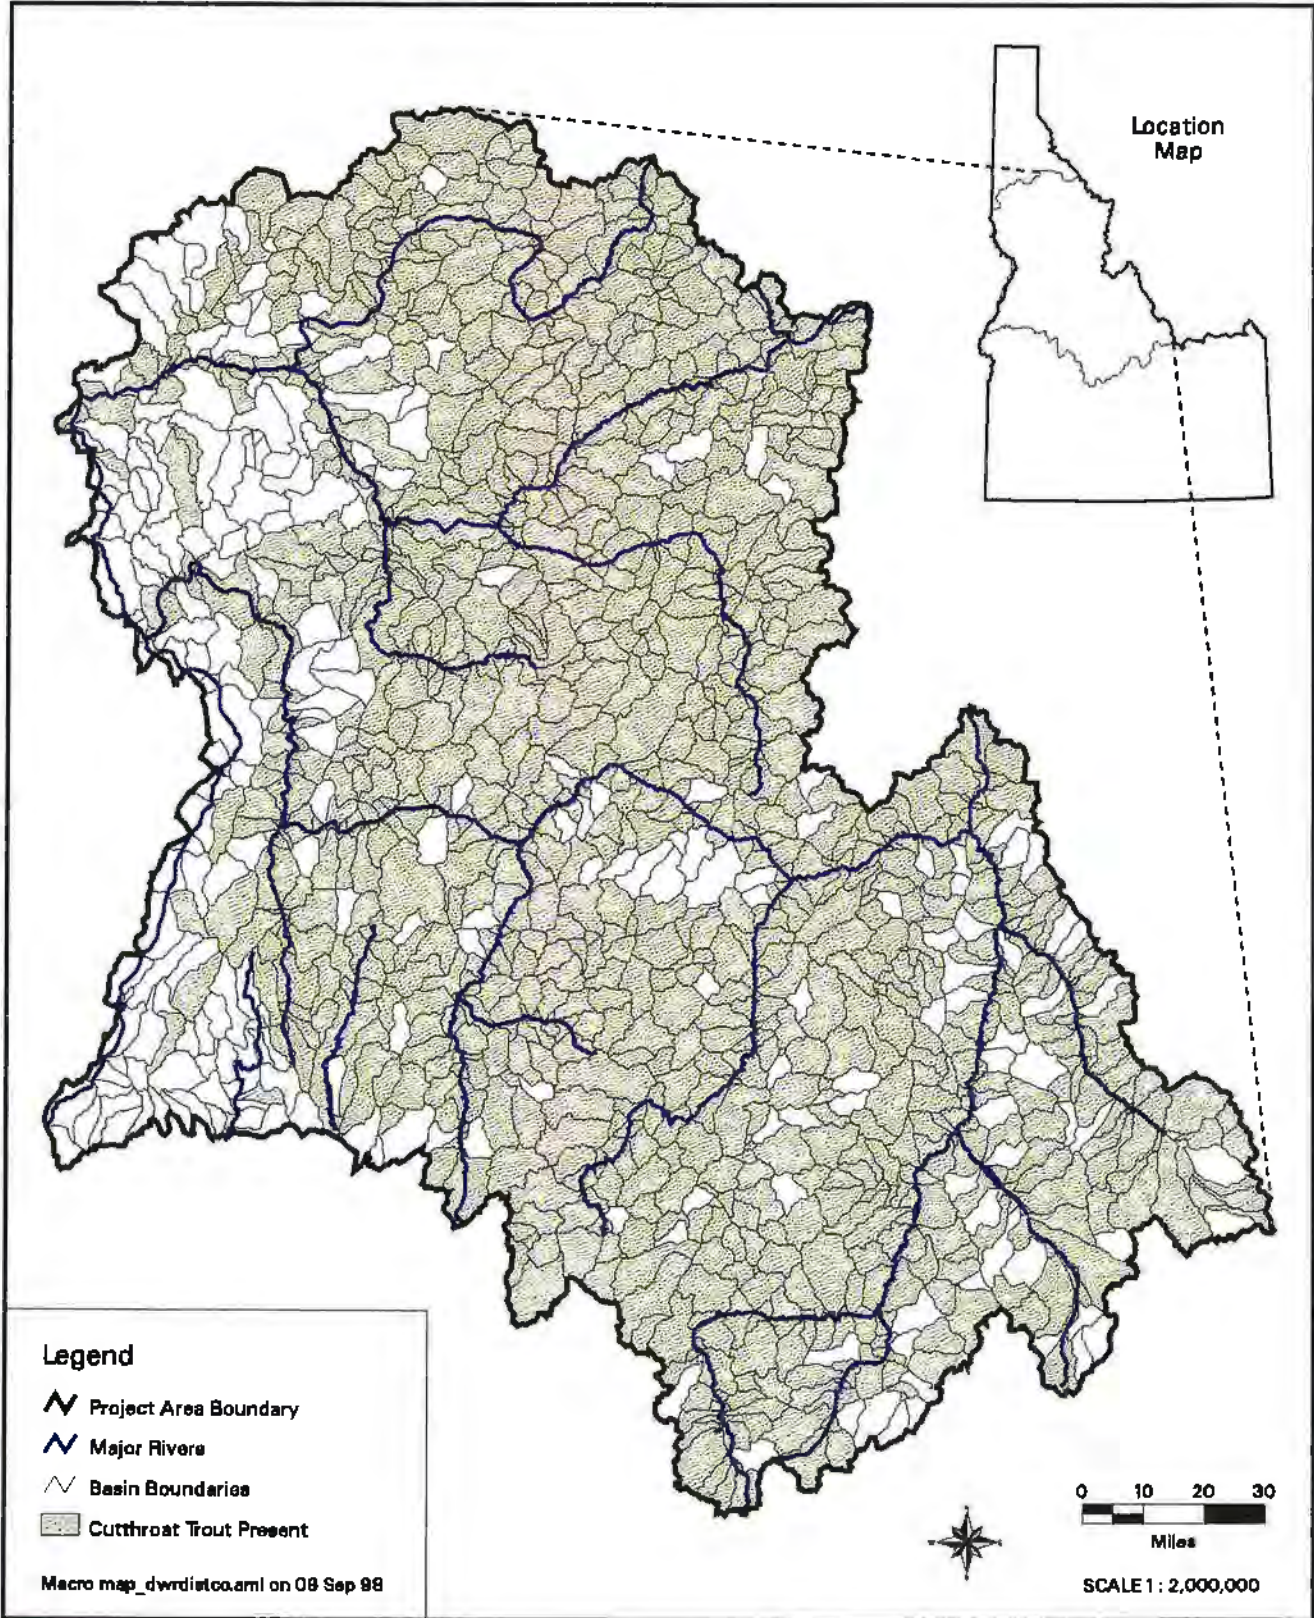 Location
Map
Legend
Project Area Boundary
Major Rivers
Basin Boundaries
Cutthroat Trout Present
Macro map_dwrdistco.aml on 08 Sep 98
0 10 20 30
Miles
SCALE 1 : 2,000,000